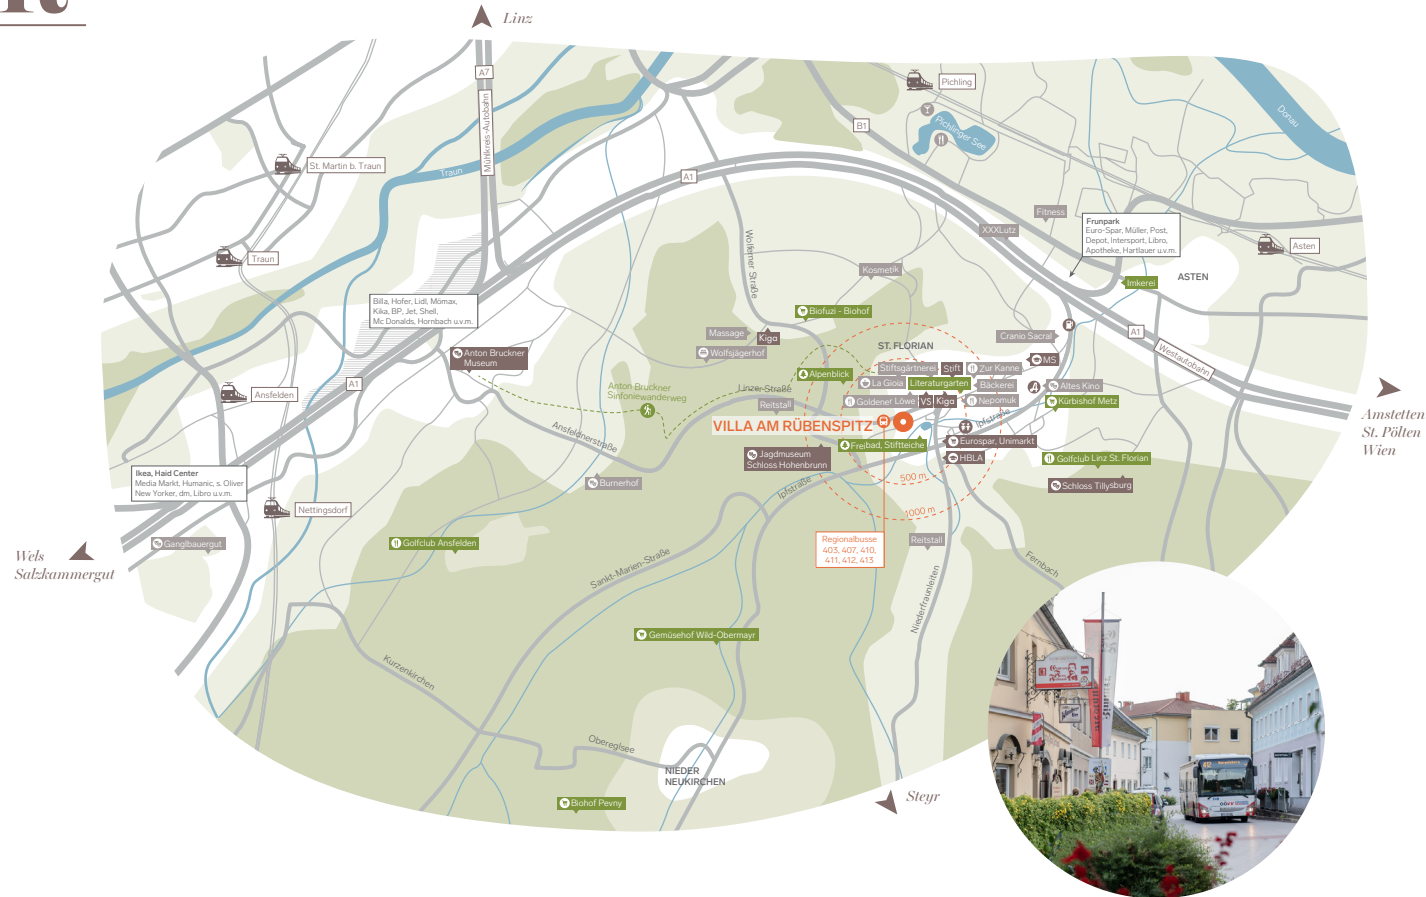 Linz
A7
Mühlkreis-Autobahn
Pichling
B1
Pichlinger See
Donau
St. Martin b. Traun
Traun
A1
Fitness
XXXLutz
Frunpark
Euro-Spar, Müller, Post,
Depot, Intersport, Libro,
Apotheke, Hartlauer u.v.m.
Asten
Traun
Wolferner Straße
Kosmetik
ASTEN
Imkerei
Billa, Hofer, Lidl, Mömax,
Kika, BP, Jet, Shell,
Mc Donalds, Hornbach u.v.m.
Biofuzi - Biohof
Massage
Kiga
Wolfsjägerhof
ST. FLORIAN
Cranio Sacral
A1
Westautobahn
Anton Bruckner
Museum
MS
Stiftsgärtnerei
Stift
Zur Kanne
Alpenblick
La Gioia
Literaturgarten
Bäckerei
Altes Kino
Ansfelden
A1
Anton Bruckner
Sinfoniewanderweg
Linzer Straße
Reitstall
Goldener Löwe
VS
Kiga
Nepomuk
Kürbishof Metz
Amstetten
St. Pölten
Wien
VILLA AM RÜBENSPITZ
Ipfstraße
Ansfeldnerstraße
Freibad, Stiftteiche
Eurospar, Unimarkt
Jagdmuseum
Schloss Hohenbrunn
HBLA
Golfclub Linz St. Florian
Ikea, Haid Center
Media Markt, Humanic, s. Oliver
New Yorker, dm, Libro u.v.m.
Burnerhof
Ipfstraße
500 m
Schloss Tillysburg
Nettingsdorf
1000 m
Ganglbauergut
Golfclub Ansfelden
Regionalbusse
403, 407, 410,
411, 412, 413
Reitstall
Wels
Salzkammergut
Sankt-Marien-Straße
Fernbach
Niederfraunleiten
Gemüsehof Wild-Obermayr
Kurzenkirchen
Obereglsee
NIEDER
NEUKIRCHEN
Biohof Pevny
Steyr
412